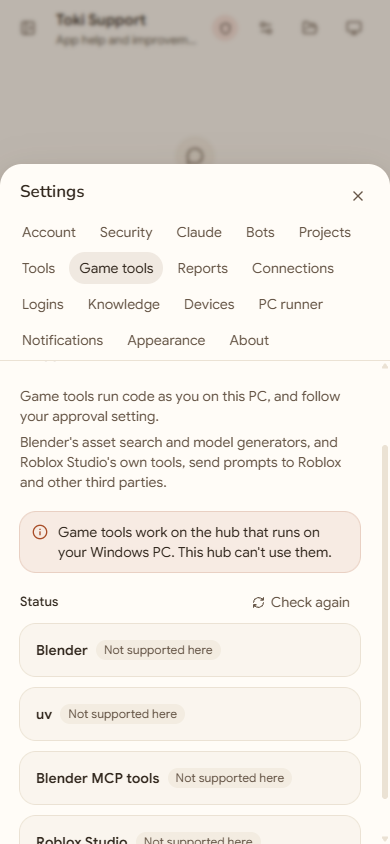 Toki Support
App help and improvem...
Settings
Account Security Claude Bots Projects
Tools Game tools Reports Connections
Logins Knowledge Devices PC runner
Notifications Appearance About
Game tools run code as you on this PC, and follow
your approval setting.
Blender's asset search and model generators, and
Roblox Studio's own tools, send prompts to Roblox
and other third parties.
Game tools work on the hub that runs on
your Windows PC. This hub can't use them.
Status Check again
Blender Not supported here
uv Not supported here
Blender MCP tools Not supported here
Roblox Studio Not supported here